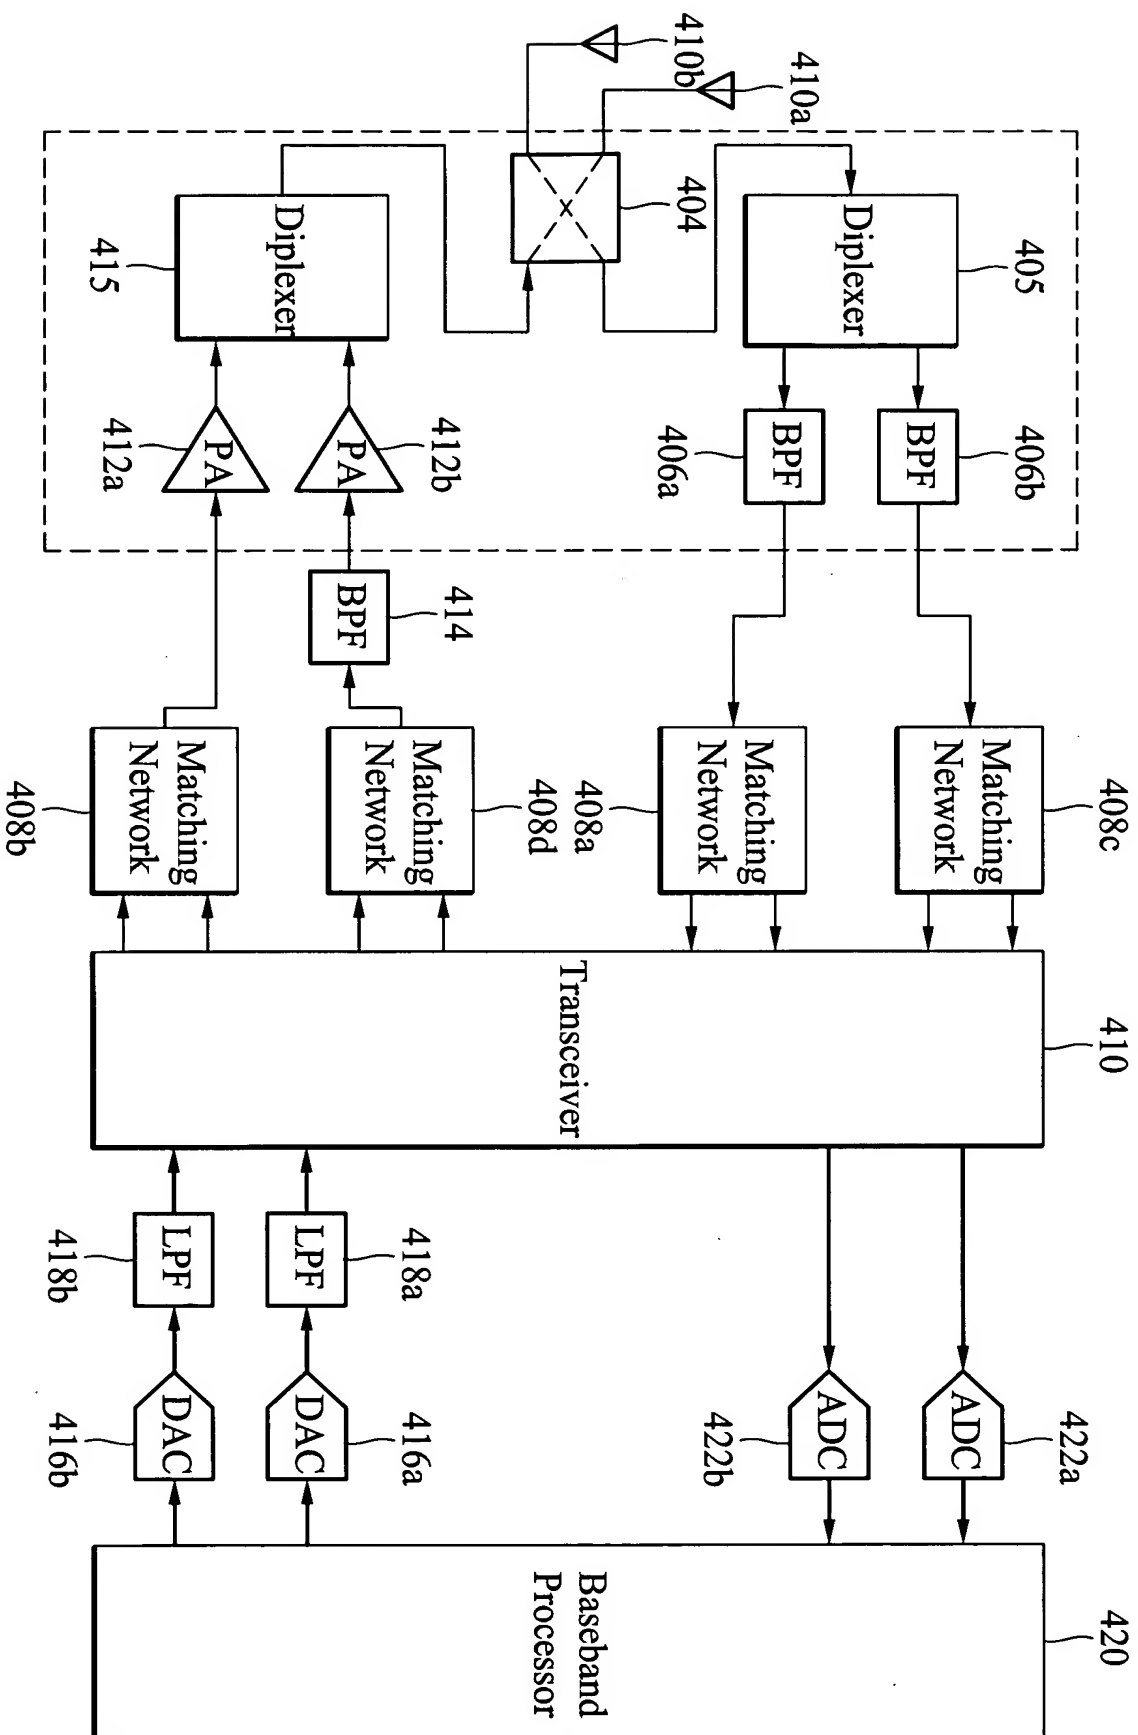 410b
410a
404
Diplexer
405
BPF
406b
BPF
406a
Diplexer
415
PA
412b
PA
412a
BPF
414
Matching
Network
408c
Matching
Network
408a
Matching
Network
408d
Matching
Network
408b
Transceiver
410
ADC
422a
ADC
422b
LPF
418a
LPF
418b
DAC
416a
DAC
416b
Baseband
Processor
420